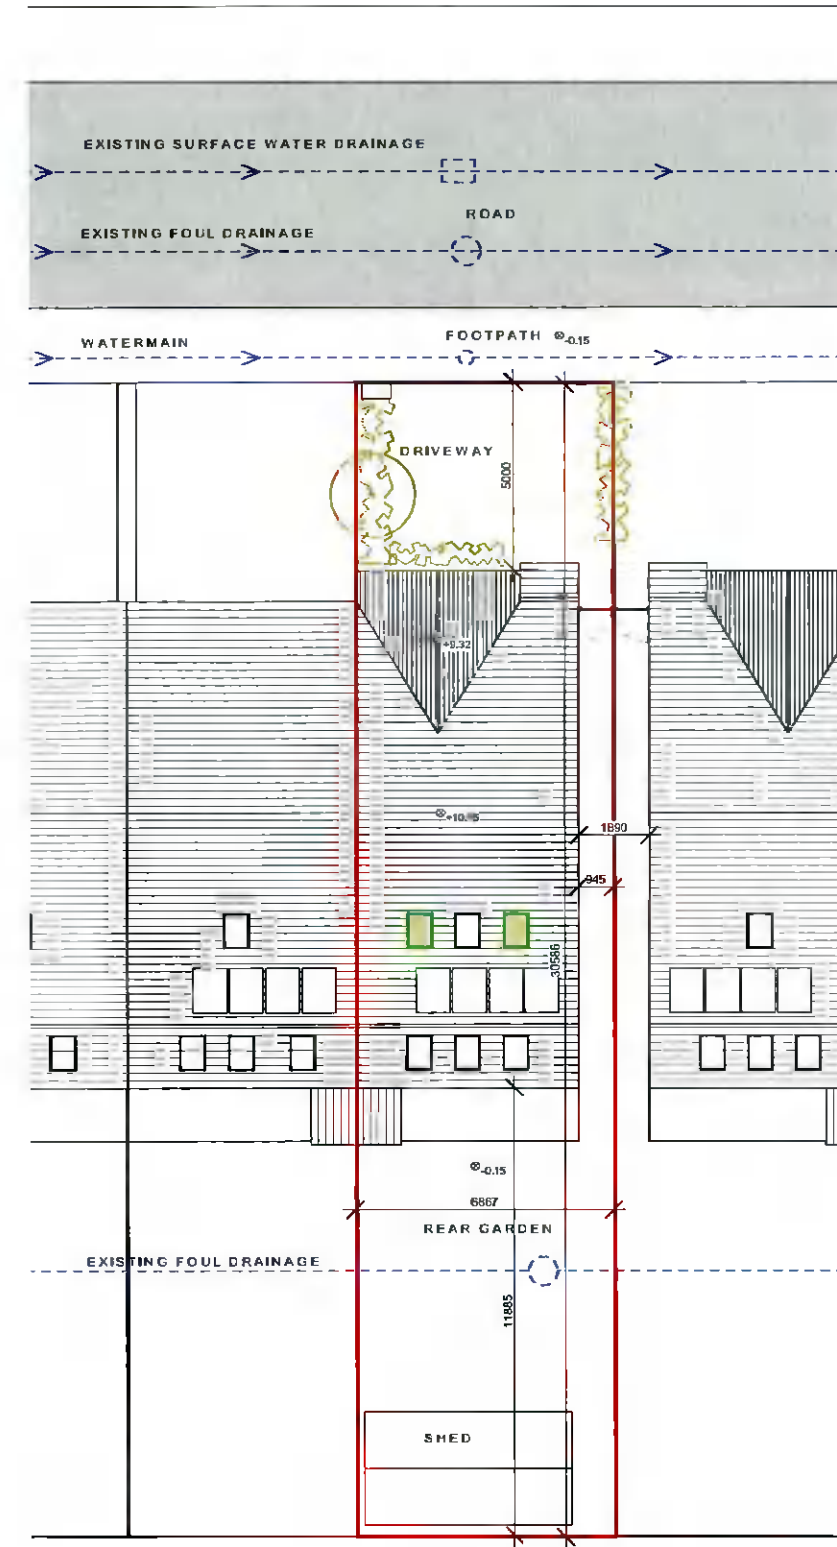 EXISTING SURFACE WATER DRAINAGE
ROAD
EXISTING FOUL DRAINAGE
FOOTPATH -0.15
WATERMAIN
DRIVEWAY
5000
+9.32
1890
945
30586
-0.15
6867
REAR GARDEN
EXISTING FOUL DRAINAGE
11885
SHED